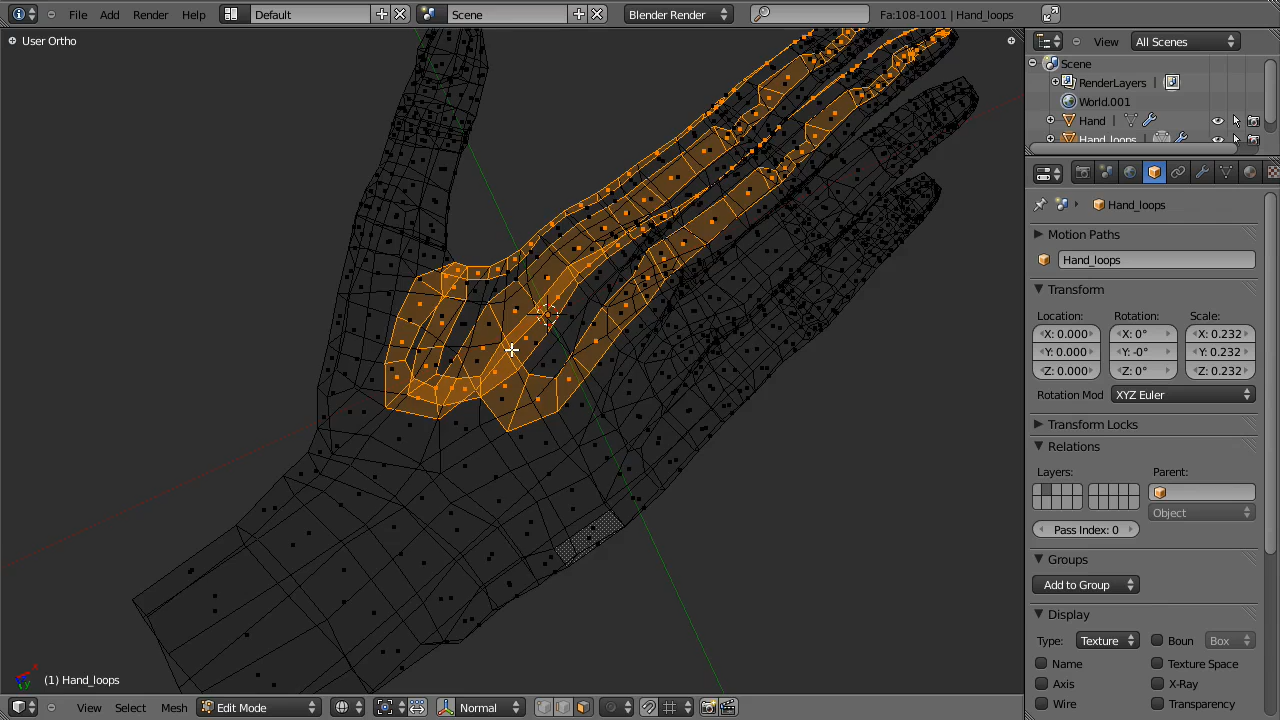 File Add Render Help Default Scene Blender Render Fa:108-1001 | Hand_loops
User Ortho
View All Scenes
Scene
RenderLayers
World.001
Hand
Hand_loops
Hand_loops
Motion Paths
Hand_loops
Transform
Location: Rotation: Scale:
X: 0.000 X: 0° X: 0.232
Y: 0.000 Y: -0° Y: 0.232
Z: 0.000 Z: 0° Z: 0.232
Rotation Mod XYZ Euler
Transform Locks
Relations
Layers: Parent:
Object
Pass Index: 0
Groups
Add to Group
Display
Type: Texture Boun Box
Name Texture Space
Axis X-Ray
Wire Transparency
(1) Hand_loops
View Select Mesh Edit Mode Normal